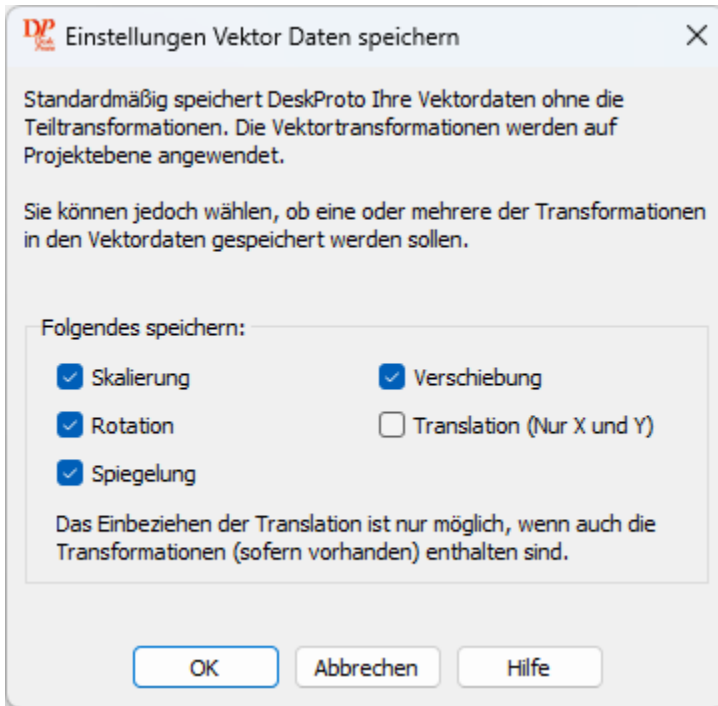 DP Desk Proto Einstellungen Vektor Daten speichern
Standardmäßig speichert DeskProto Ihre Vektordaten ohne die
Teiltransformationen. Die Vektortransformationen werden auf
Projektebene angewendet.
Sie können jedoch wählen, ob eine oder mehrere der Transformationen
in den Vektordaten gespeichert werden sollen.
Folgendes speichern:
Skalierung
Verschiebung
Rotation
Translation (Nur X und Y)
Spiegelung
Das Einbeziehen der Translation ist nur möglich, wenn auch die
Transformationen (sofern vorhanden) enthalten sind.
OK
Abbrechen
Hilfe